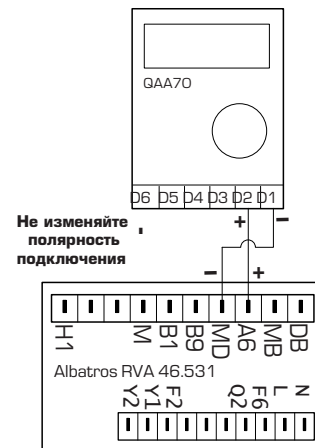 QAA70
D6 D5 D4 D3 D2 D1
+ −
Не изменяйте
полярность
подключения
− +
H1 M B1 B9 MD A6 MB DB
Albatros RVA 46.531
Y2 Y1 F2 Q2 F6 L N